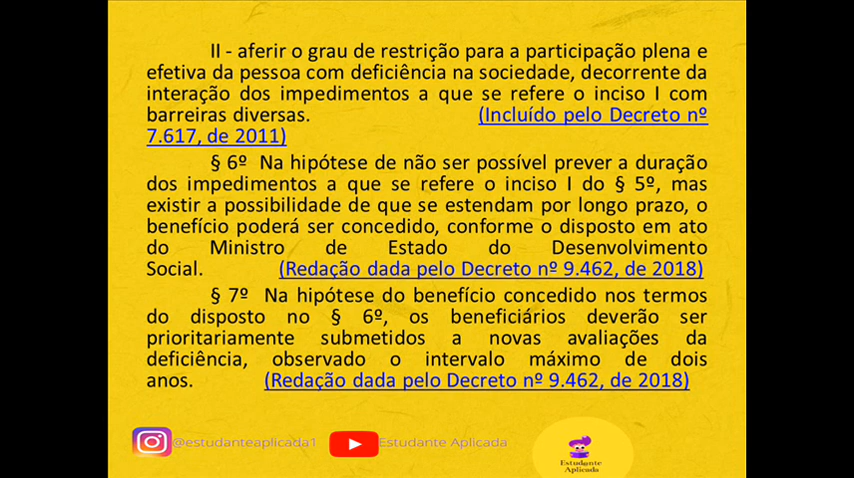 II - aferir o grau de restrição para a participação plena e
efetiva da pessoa com deficiência na sociedade, decorrente da
interação dos impedimentos a que se refere o inciso I com
barreiras diversas. (Incluído pelo Decreto nº
7.617, de 2011)
§ 6º Na hipótese de não ser possível prever a duração
dos impedimentos a que se refere o inciso I do § 5º, mas
existir a possibilidade de que se estendam por longo prazo, o
benefício poderá ser concedido, conforme o disposto em ato
do Ministro de Estado do Desenvolvimento
Social. (Redação dada pelo Decreto nº 9.462, de 2018)
§ 7º Na hipótese do benefício concedido nos termos
do disposto no § 6º, os beneficiários deverão ser
prioritariamente submetidos a novas avaliações da
deficiência, observado o intervalo máximo de dois
anos. (Redação dada pelo Decreto nº 9.462, de 2018)
@estudanteaplicada1 Estudante Aplicada
Estud@nte
Aplicada